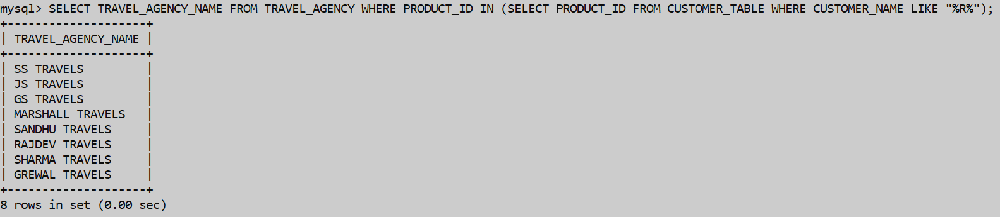 mysql> SELECT TRAVEL_AGENCY_NAME FROM TRAVEL_AGENCY WHERE PRODUCT_ID IN (SELECT PRODUCT_ID FROM CUSTOMER_TABLE WHERE CUSTOMER_NAME LIKE "%R%");
+--------------------+
| TRAVEL_AGENCY_NAME |
+--------------------+
| SS TRAVELS         |
| JS TRAVELS         |
| GS TRAVELS         |
| MARSHALL TRAVELS   |
| SANDHU TRAVELS     |
| RAJDEV TRAVELS     |
| SHARMA TRAVELS     |
| GREWAL TRAVELS     |
+--------------------+
8 rows in set (0.00 sec)